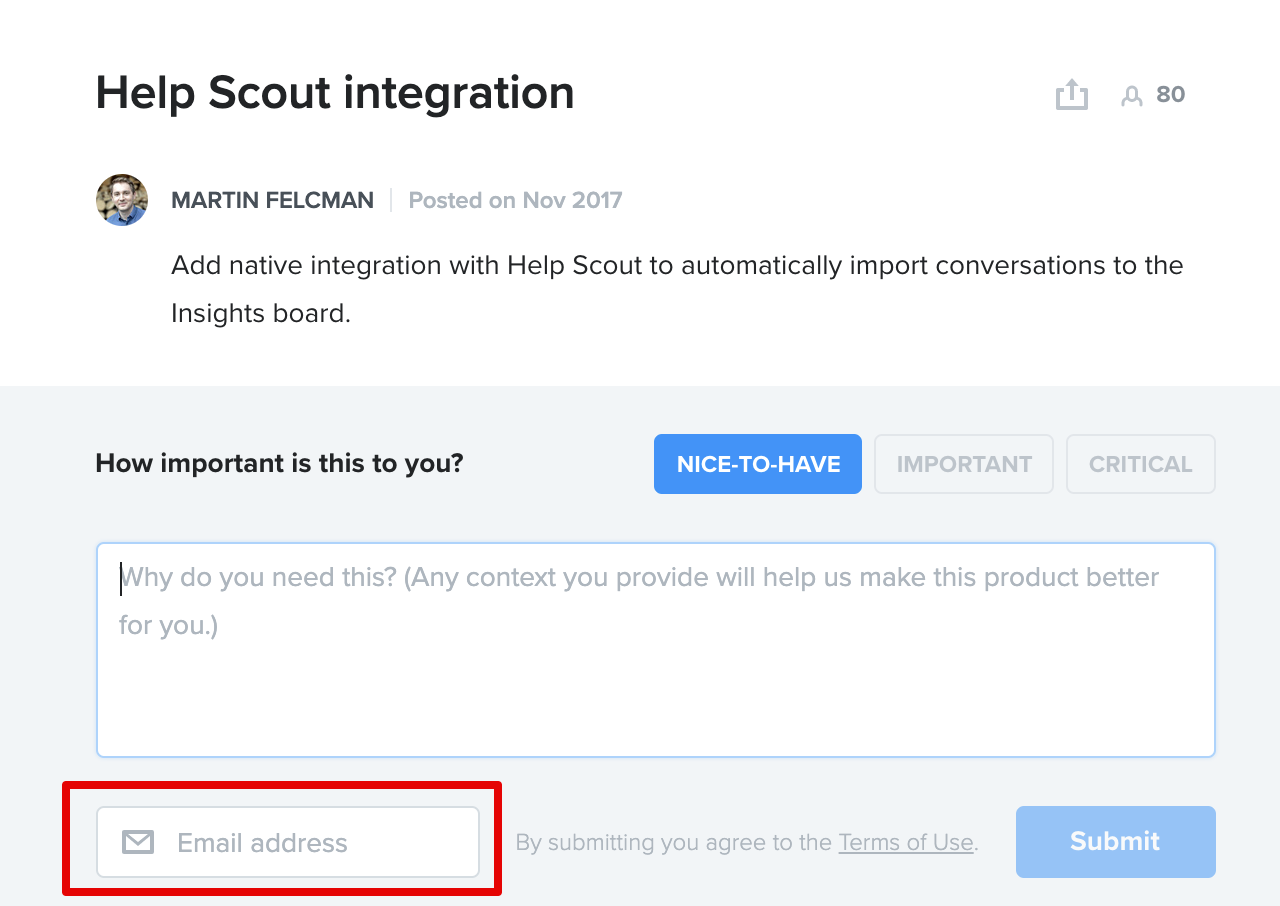 Help Scout integration
80
MARTIN FELCMAN
Posted on Nov 2017
Add native integration with Help Scout to automatically import conversations to the
Insights board.
How important is this to you?
NICE-TO-HAVE
IMPORTANT
CRITICAL
Why do you need this? (Any context you provide will help us make this product better
for you.)
Email address
By submitting you agree to the Terms of Use.
Submit